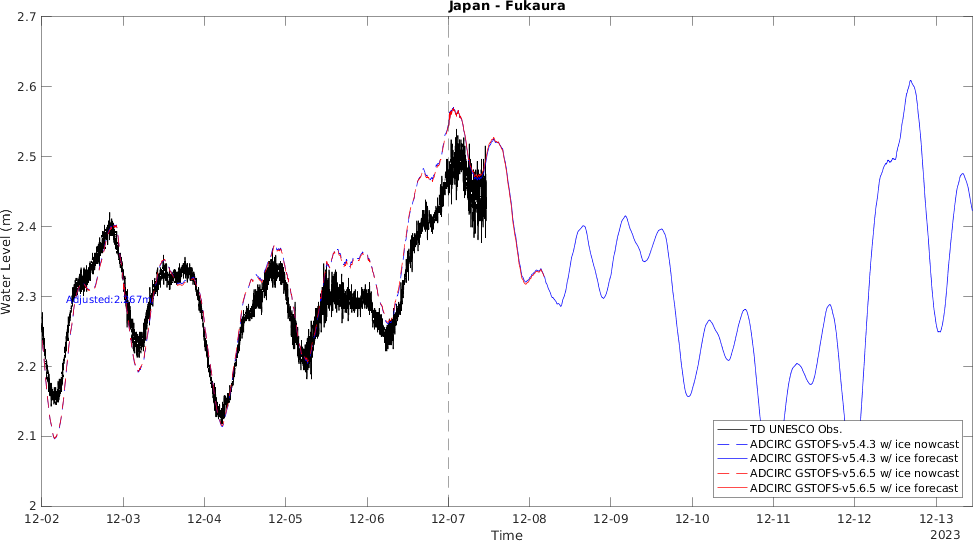 Japan - Fukaura
Water Level (m)
2.7
2.6
2.5
2.4
2.3
2.2
2.1
2
Adjusted:2.267m
12-02 12-03 12-04 12-05 12-06 12-07 12-08 12-09 12-10 12-11 12-12 12-13
2023
Time
TD UNESCO Obs.
ADCIRC GSTOFS-v5.4.3 w/ ice nowcast
ADCIRC GSTOFS-v5.4.3 w/ ice forecast
ADCIRC GSTOFS-v5.6.5 w/ ice nowcast
ADCIRC GSTOFS-v5.6.5 w/ ice forecast